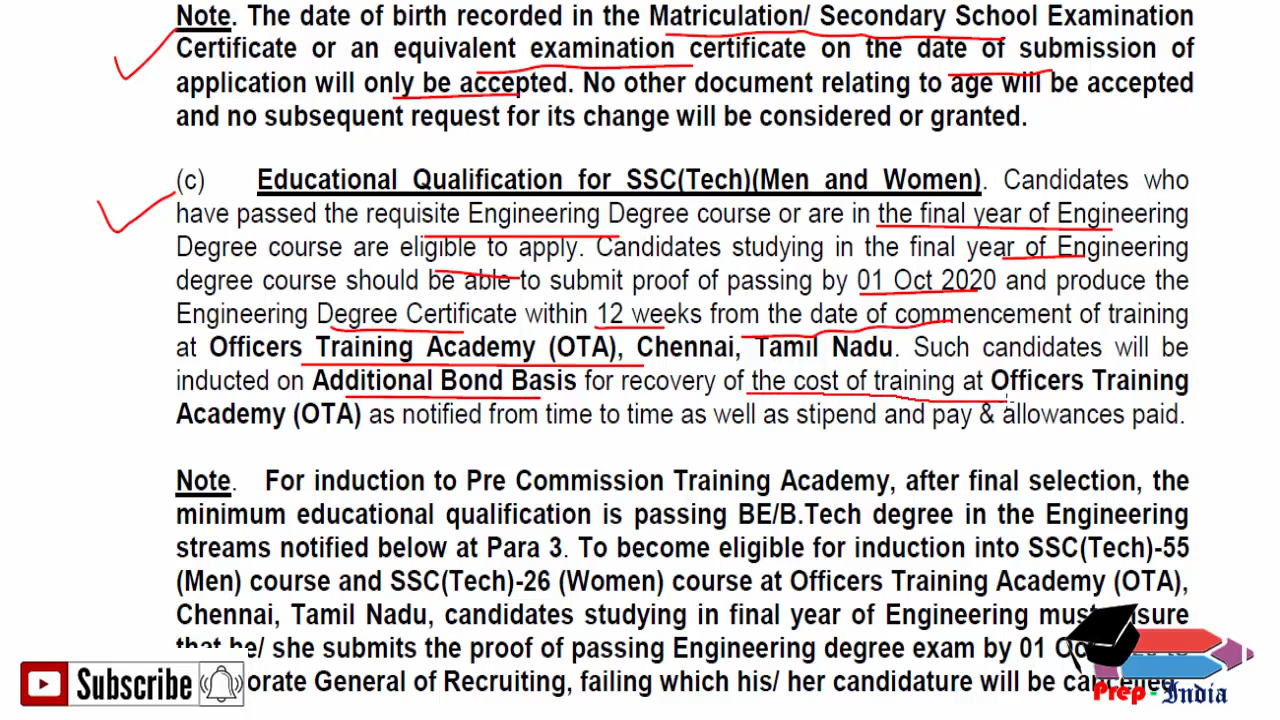 Note. The date of birth recorded in the Matriculation/ Secondary School Examination
Certificate or an equivalent examination certificate on the date of submission of
application will only be accepted. No other document relating to age will be accepted
and no subsequent request for its change will be considered or granted.
(c) Educational Qualification for SSC(Tech)(Men and Women). Candidates who
have passed the requisite Engineering Degree course or are in the final year of Engineering
Degree course are eligible to apply. Candidates studying in the final year of Engineering
degree course should be able to submit proof of passing by 01 Oct 2020 and produce the
Engineering Degree Certificate within 12 weeks from the date of commencement of training
at Officers Training Academy (OTA), Chennai, Tamil Nadu. Such candidates will be
inducted on Additional Bond Basis for recovery of the cost of training at Officers Training
Academy (OTA) as notified from time to time as well as stipend and pay & allowances paid.
Note. For induction to Pre Commission Training Academy, after final selection, the
minimum educational qualification is passing BE/B.Tech degree in the Engineering
streams notified below at Para 3. To become eligible for induction into SSC(Tech)-55
(Men) course and SSC(Tech)-26 (Women) course at Officers Training Academy (OTA),
Chennai, Tamil Nadu, candidates studying in final year of Engineering must
that he/ she submits the proof of passing Engineering degree exam by 01
General of Recruiting, failing which his/ her candidature will be cancelled
Subscribe
Prep - India